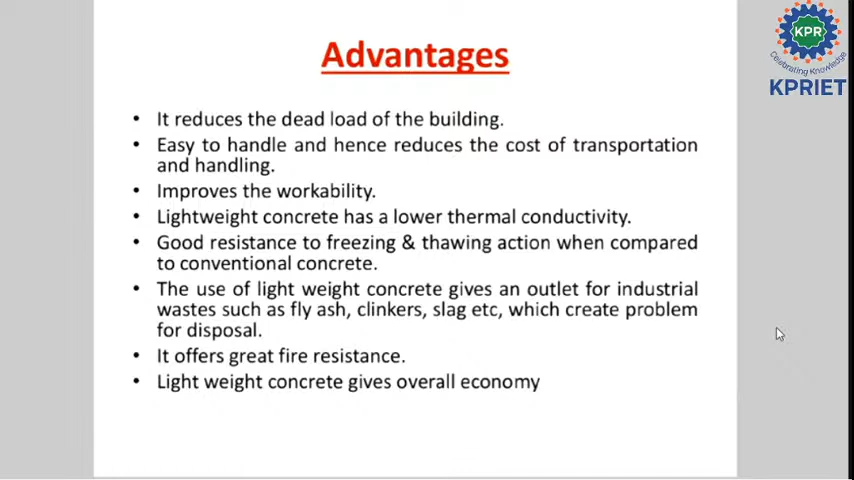 Advantages
KPR
Celebrating Knowledge
KPRIET
• It reduces the dead load of the building.
• Easy to handle and hence reduces the cost of transportation
and handling.
• Improves the workability.
• Lightweight concrete has a lower thermal conductivity.
• Good resistance to freezing & thawing action when compared
to conventional concrete.
• The use of light weight concrete gives an outlet for industrial
wastes such as fly ash, clinkers, slag etc, which create problem
for disposal.
• It offers great fire resistance.
• Light weight concrete gives overall economy